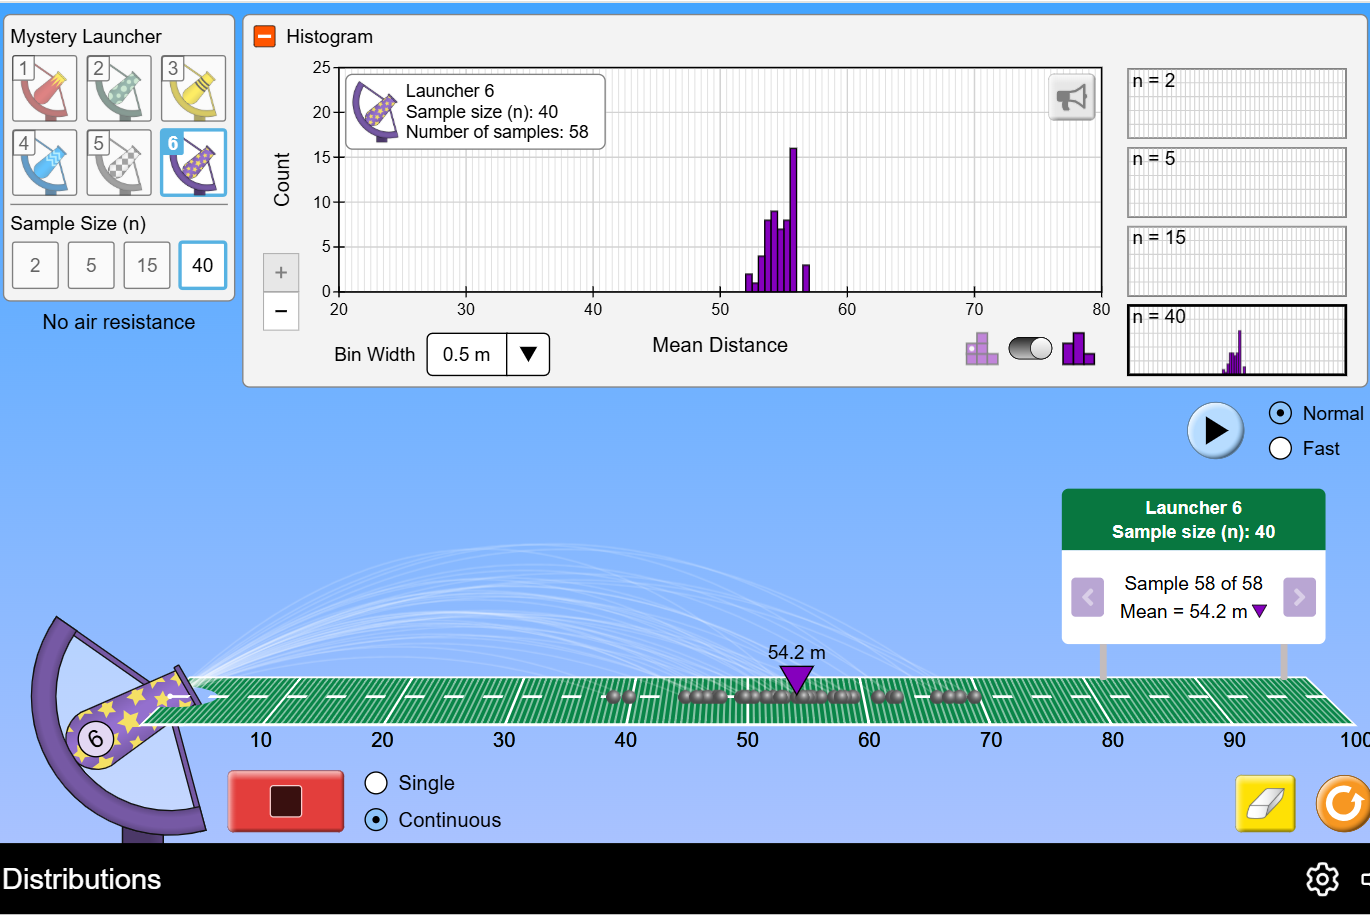 Mystery Launcher
1
2
3
4
5
6
Sample Size (n)
2
5
15
40
No air resistance
Histogram
Launcher 6
Sample size (n): 40
Number of samples: 58
Count
25
20
15
10
5
0
20
30
40
50
60
70
80
Mean Distance
Bin Width
0.5 m
n = 2
n = 5
n = 15
n = 40
Normal
Fast
Launcher 6
Sample size (n): 40
Sample 58 of 58
Mean = 54.2 m
54.2 m
6
10
20
30
40
50
60
70
80
90
100
Single
Continuous
Distributions